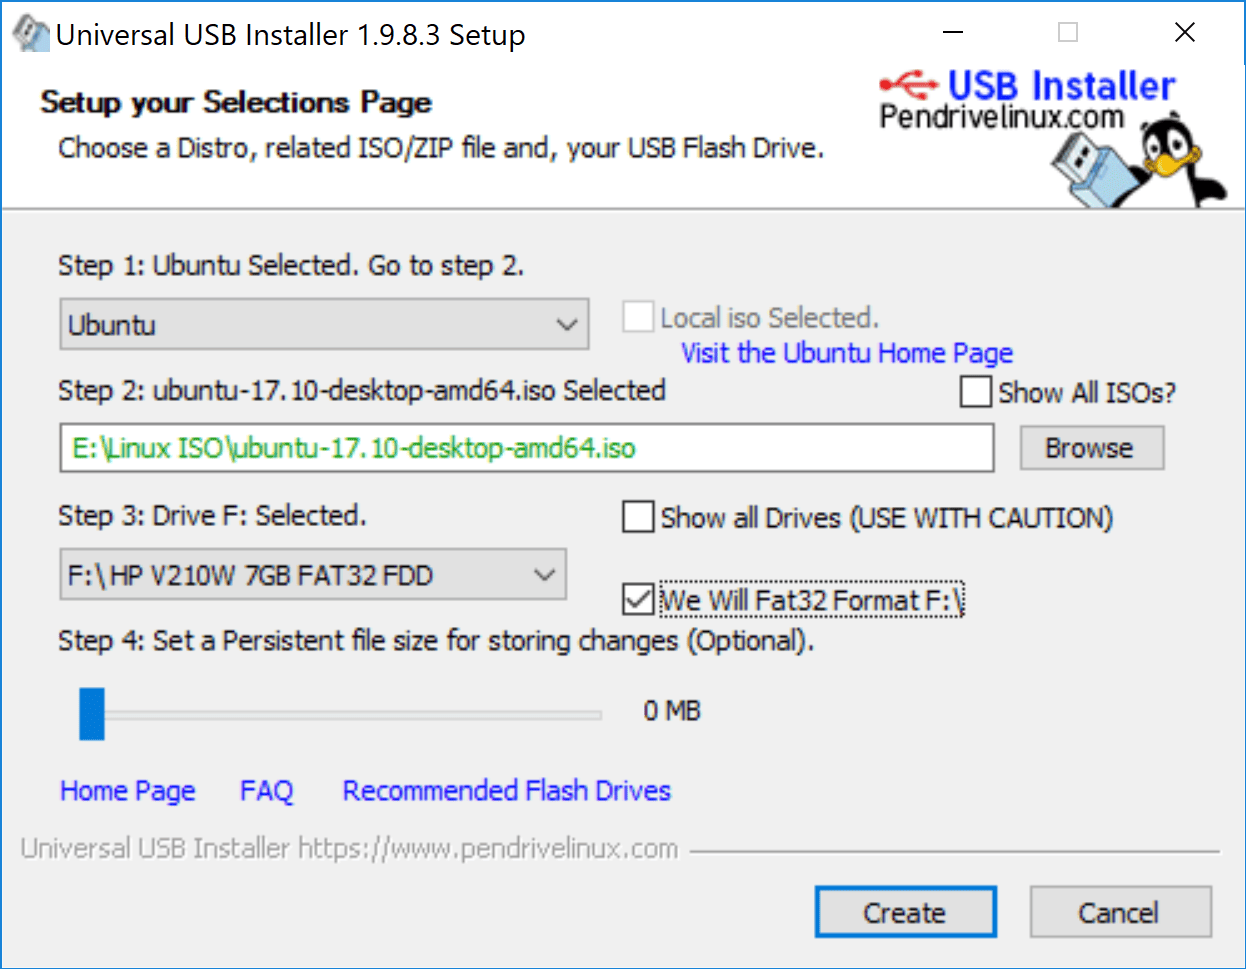 Universal USB Installer 1.9.8.3 Setup
USB Installer
Pendrivelinux.com
Setup your Selections Page
Choose a Distro, related ISO/ZIP file and, your USB Flash Drive.
Step 1: Ubuntu Selected. Go to step 2.
Ubuntu
Local iso Selected.
Visit the Ubuntu Home Page
Step 2: ubuntu-17.10-desktop-amd64.iso Selected
Show All ISOs?
E:\Linux ISO\ubuntu-17.10-desktop-amd64.iso
Browse
Step 3: Drive F: Selected.
Show all Drives (USE WITH CAUTION)
F:\ HP V210W 7GB FAT32 FDD
We Will Fat32 Format F:\
Step 4: Set a Persistent file size for storing changes (Optional).
0 MB
Home Page FAQ Recommended Flash Drives
Universal USB Installer https://www.pendrivelinux.com
Create Cancel